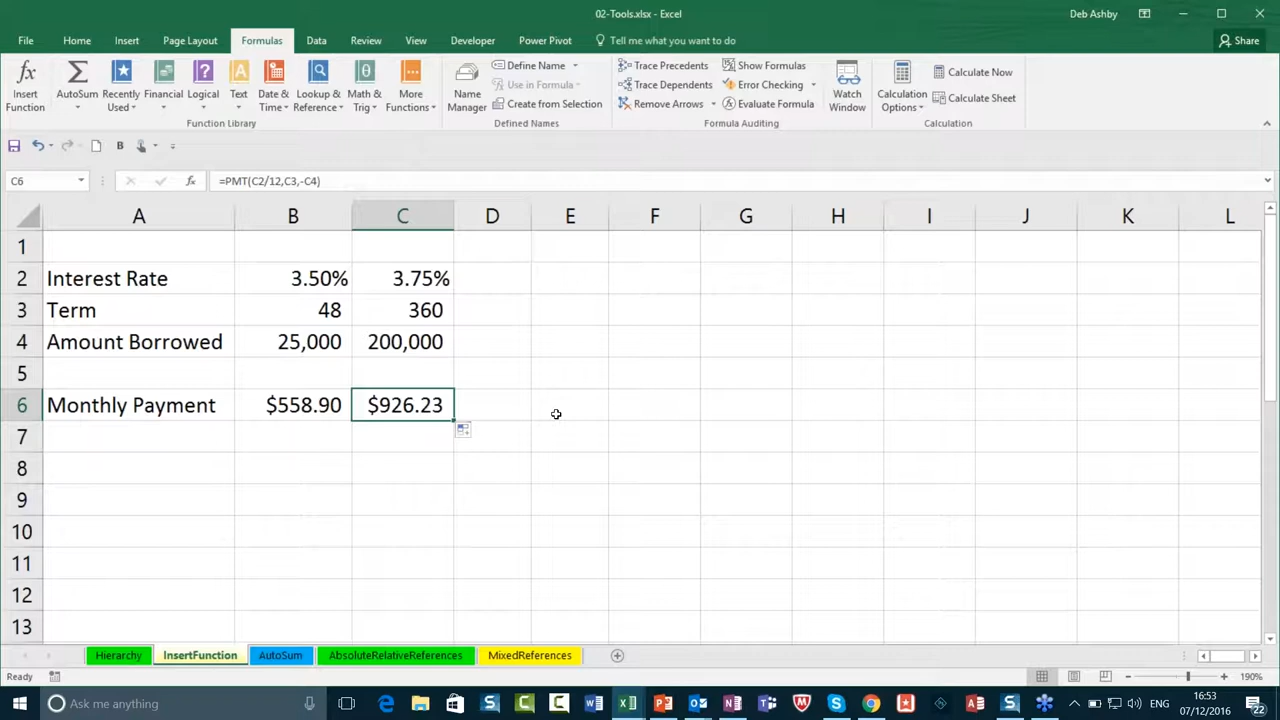 02-Tools.xlsx - Excel
Deb Ashby
File Home Insert Page Layout Formulas Data Review View Developer Power Pivot Tell me what you want to do Share
fx Insert Function
Σ AutoSum
Recently Used
Financial
Logical
Text
Date & Time
Lookup & Reference
Math & Trig
More Functions
Function Library
Name Manager
Define Name
Use in Formula
Create from Selection
Defined Names
Trace Precedents
Trace Dependents
Remove Arrows
Show Formulas
Error Checking
Evaluate Formula
Formula Auditing
Watch Window
Calculation Options
Calculate Now
Calculate Sheet
Calculation
B
C6 fx =PMT(C2/12,C3,-C4)
A B C D E F G H I J K L
1
2 Interest Rate 3.50% 3.75%
3 Term 48 360
4 Amount Borrowed 25,000 200,000
5
6 Monthly Payment $558.90 $926.23
7
8
9
10
11
12
13
Hierarchy InsertFunction AutoSum AbsoluteRelativeReferences MixedReferences
Ready 190%
Ask me anything ENG 16:53
07/12/2016 22